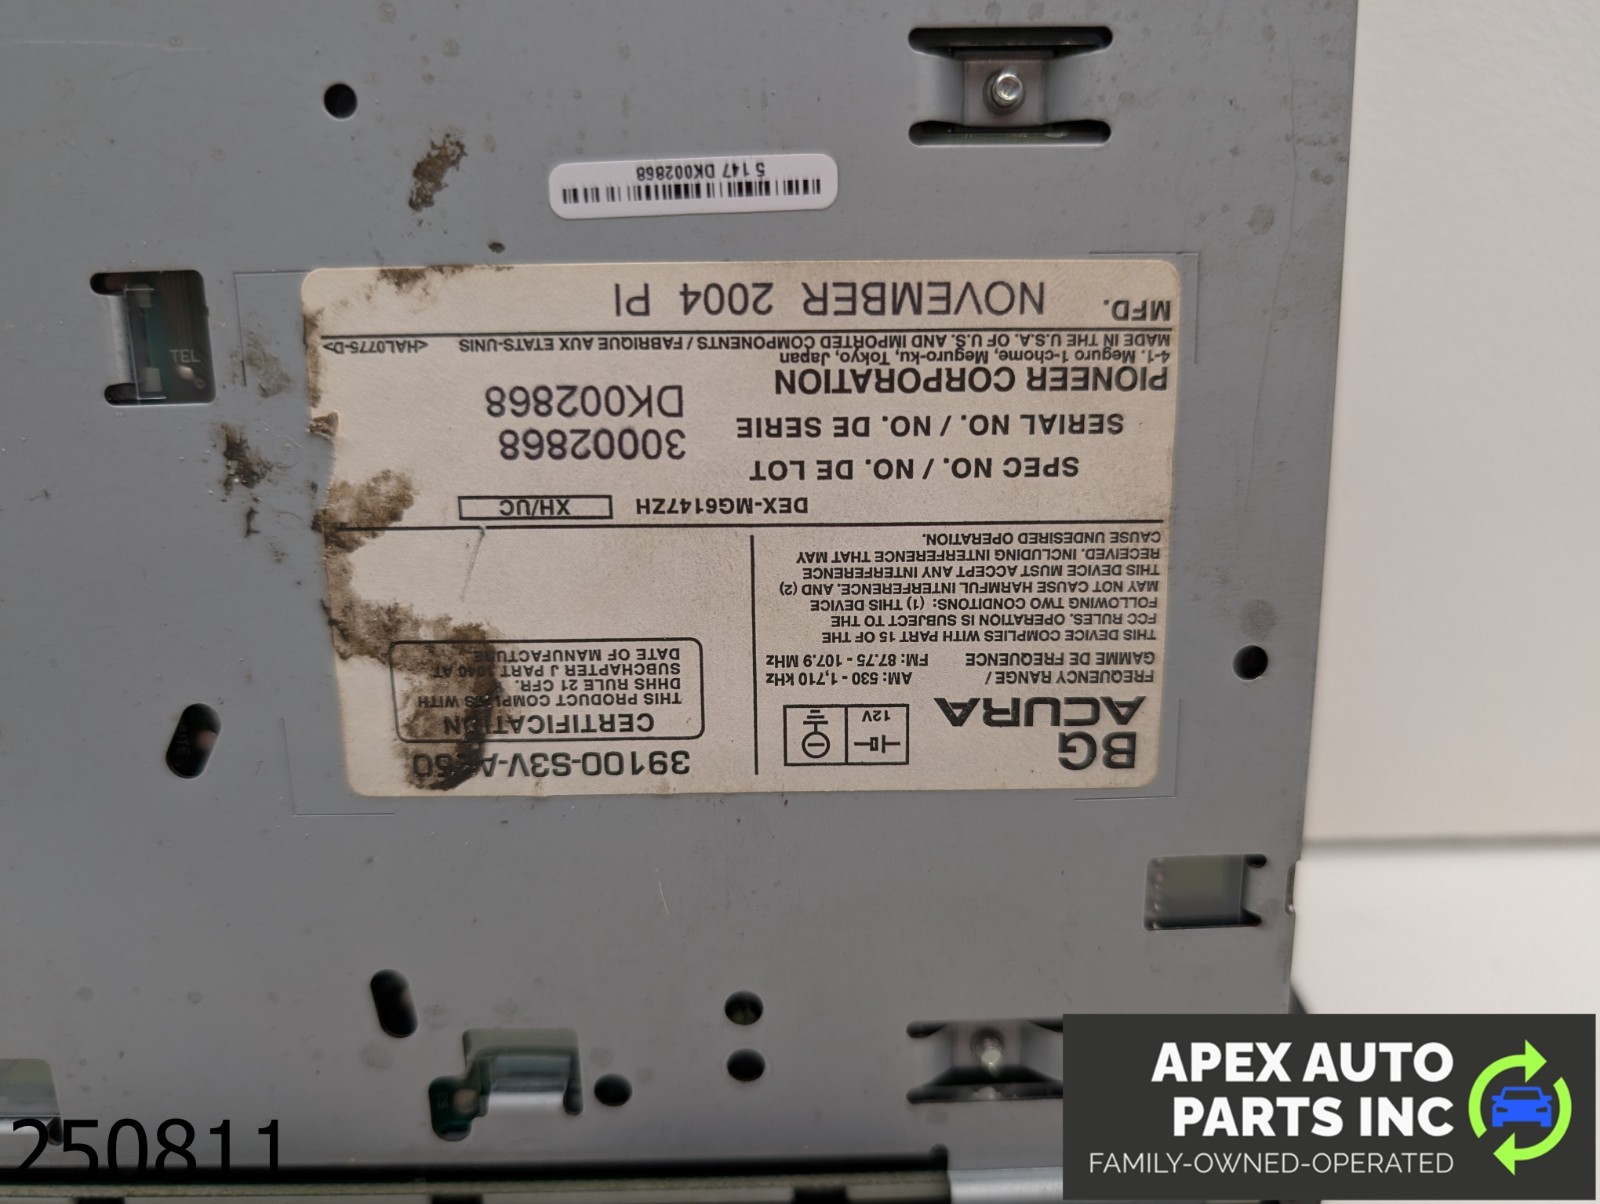 BG
ACURA
12V
39100-S3V-
CERTIFICATION
THIS PRODUCT COMPLIES WITH
DHHS RULE 21 CFR.
SUBCHAPTER J PART 1040 AT
DATE OF MANUFACTURE
FREQUENCY RANGE / AM: 530 - 1,710 kHz
GAMME DE FREQUENCE FM: 87.75 - 107.9 MHz
THIS DEVICE COMPLIES WITH PART 15 OF THE
FCC RULES. OPERATION IS SUBJECT TO THE
FOLLOWING TWO CONDITONS: (1) THIS DEVICE
MAY NOT CAUSE HARMFUL INTERFERENCE. AND (2)
THIS DEVICE MUST ACCEPT ANY INTERFERENCE
RECEIVED. INCLUDING INTERFERENCE THAT MAY
CAUSE UNDESIRED OPERATION.
DEX-MG6147ZH XH/UC
SPEC NO. / NO. DE LOT 30002868
SERIAL NO. / NO. DE SERIE DK002868
PIONEER CORPORATION
4-1. Meguro 1-chome, Meguro-ku, Tokyo, Japan
MADE IN THE U.S.A. OF U.S. AND IMPORTED COMPONENTS / FABRIQUE AUX ETATS-UNIS <HAL0775-D>
MFD. NOVEMBER 2004 PI
5 147 DK002868
TEL
250811
APEX AUTO
PARTS INC
FAMILY-OWNED-OPERATED